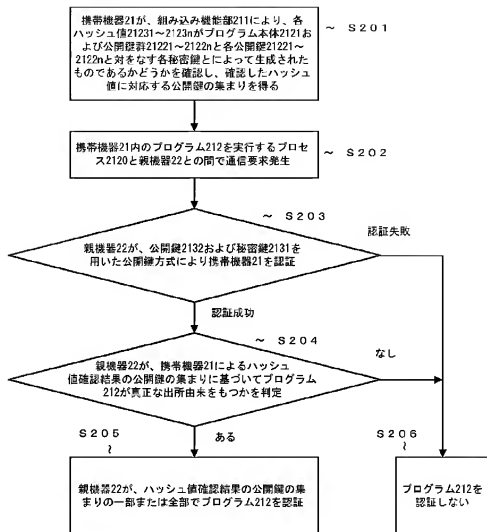 携帯機器21が、組み込み機能部211により、各
ハッシュ値21231～2123nがプログラム本体2121
および公開鍵群21221～2122nと各公開鍵21221～
2122nと対をなす各秘密鍵とによって生成された
ものであるかどうかを確認し、確認したハッシュ
値に対応する公開鍵の集まりを得る
～ S201
携帯機器21内のプログラム212を実行するプロセ
ス2120と親機器22との間で通信要求発生
～ S202
～ S203
親機器22が、公開鍵2132および秘密鍵2131を
用いた公開鍵方式により携帯機器21を認証
認証失敗
認証成功
～ S204
親機器22が、携帯機器21によるハッシュ
値確認結果の公開鍵の集まりに基づいてプログラム
212が真正な出所由来をもつかを判定
なし
ある
S205
～
親機器22が、ハッシュ値確認結果の公開鍵の集
まりの一部または全部でプログラム212を認証
S206
～
プログラム212を
認証しない